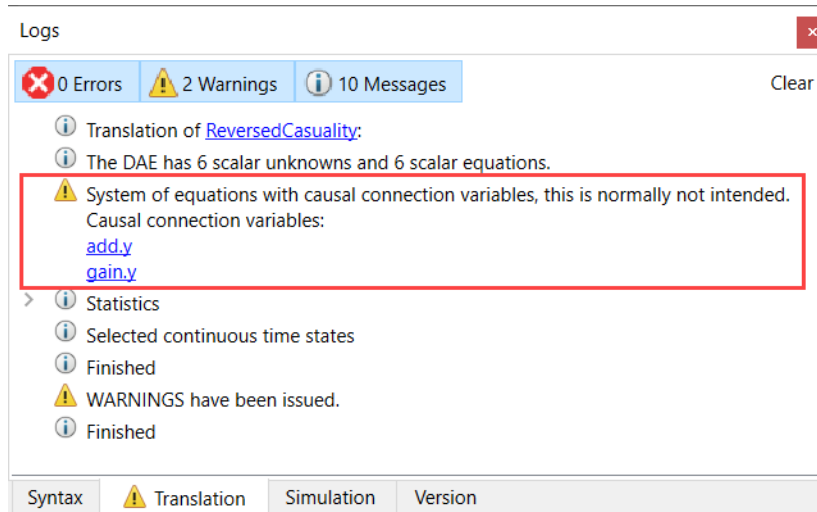 Logs
0 Errors 2 Warnings 10 Messages Clear
Translation of ReversedCasuality:
The DAE has 6 scalar unknowns and 6 scalar equations.
System of equations with causal connection variables, this is normally not intended.
Causal connection variables:
add.y
gain.y
Statistics
Selected continuous time states
Finished
WARNINGS have been issued.
Finished
Syntax Translation Simulation Version